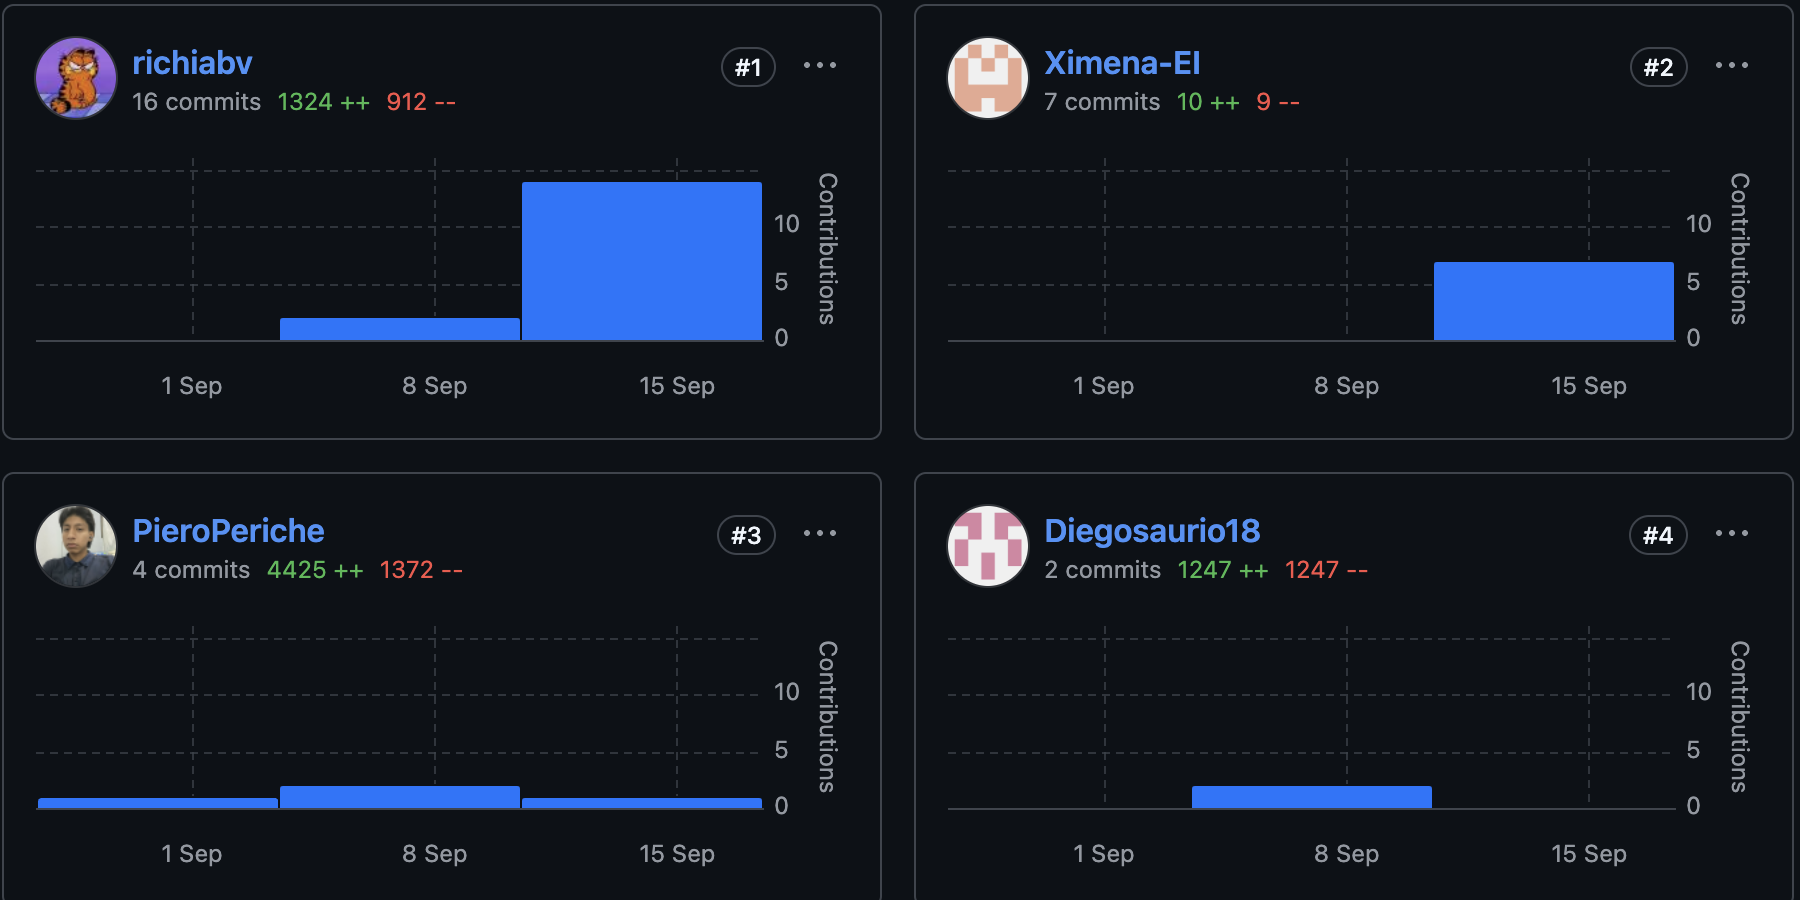 richiabv
#1
16 commits 1324 ++ 912 --
Contributions
10
5
0
1 Sep 8 Sep 15 Sep
Ximena-EI
#2
7 commits 10 ++ 9 --
Contributions
10
5
0
1 Sep 8 Sep 15 Sep
PieroPeriche
#3
4 commits 4425 ++ 1372 --
Contributions
10
5
0
1 Sep 8 Sep 15 Sep
Diegosaurio18
#4
2 commits 1247 ++ 1247 --
Contributions
10
5
0
1 Sep 8 Sep 15 Sep